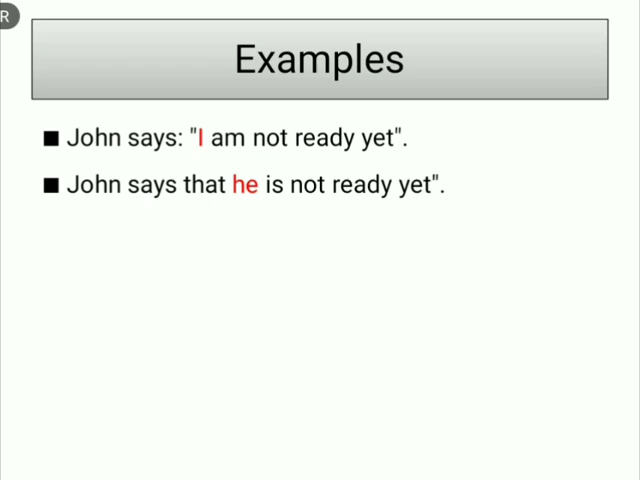 R
Examples
John says: "I am not ready yet".
John says that he is not ready yet".